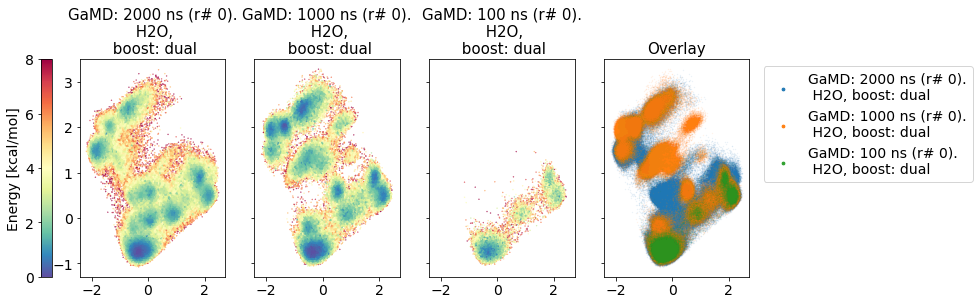 GaMD: 2000 ns (r# 0).
H2O,
boost: dual
GaMD: 1000 ns (r# 0).
H2O,
boost: dual
GaMD: 100 ns (r# 0).
H2O,
boost: dual
Overlay
Energy [kcal/mol]
8
6
4
2
0
3
2
1
0
−1
−2 0 2
−2 0 2
−2 0 2
−2 0 2
GaMD: 2000 ns (r# 0).
H2O, boost: dual
GaMD: 1000 ns (r# 0).
H2O, boost: dual
GaMD: 100 ns (r# 0).
H2O, boost: dual